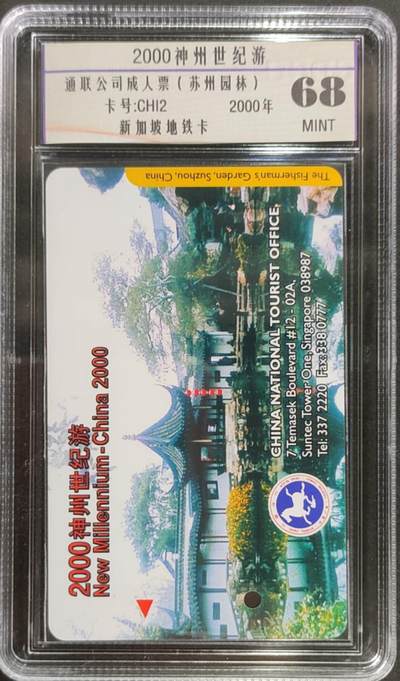 2000神州世纪游
通联公司成人票（苏州园林）
卡号:CHI2 2000年
新加坡地铁卡
68
MINT
The Fisherman's Garden, Suzhou, China
2000神州世纪游
New Millennium-China 2000
CHINA NATIONAL TOURIST OFFICE,
7 Temasek Boulevard #12 - 02A,
Suntec Tower One, Singapore 038987
Tel: 337 2220 Fax: 338 0777